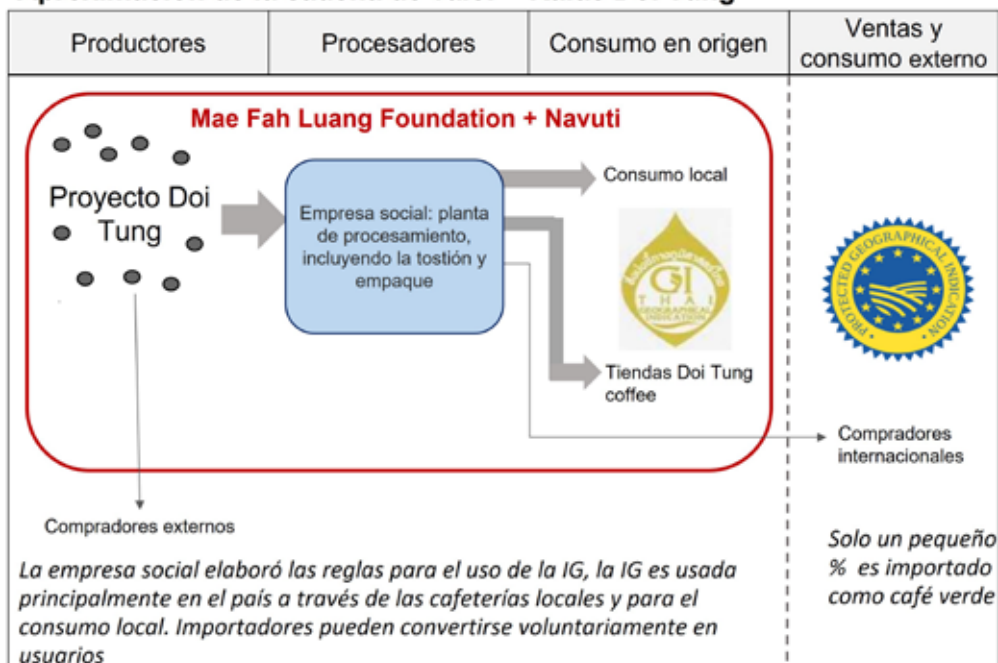 Productores
Procesadores
Consumo en origen
Ventas y
consumo externo
Mae Fah Luang Foundation + Navuti
Proyecto Doi
Tung
Empresa social: planta
de procesamiento,
incluyendo la tostión y
empaque
Consumo local
GI
THAI
GEOGRAPHICAL
INDICATION
Tiendas Doi Tung
coffee
PROTECTED GEOGRAPHICAL INDICATION
Compradores
internacionales
Compradores externos
La empresa social elaboró las reglas para el uso de la IG, la IG es usada
principalmente en el país a través de las cafeterías locales y para el
consumo local. Importadores pueden convertirse voluntariamente en
usuarios
Solo un pequeño
% es importado
como café verde